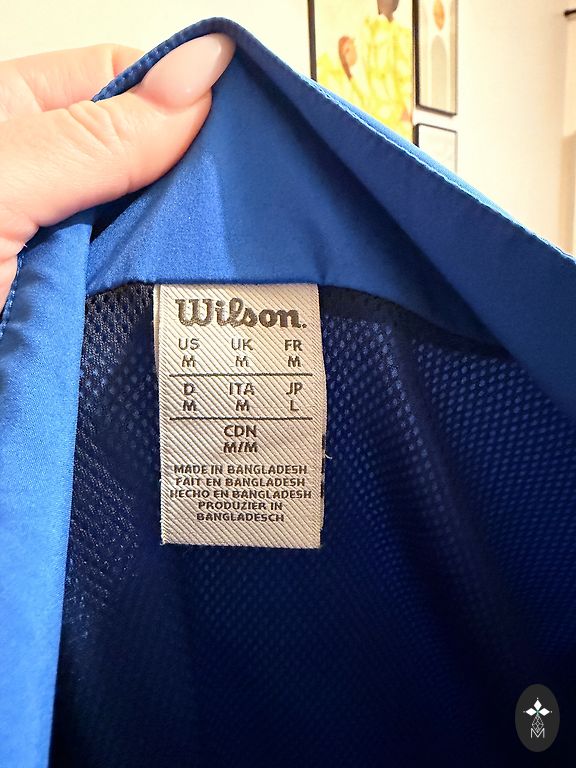 Wilson.
US UK FR
M M M
D ITA JP
M M L
CDN
M/M
MADE IN BANGLADESH
FAIT EN BANGLADESH
HECHO EN BANGLADESH
PRODUZIER IN
BANGLADESCH
M